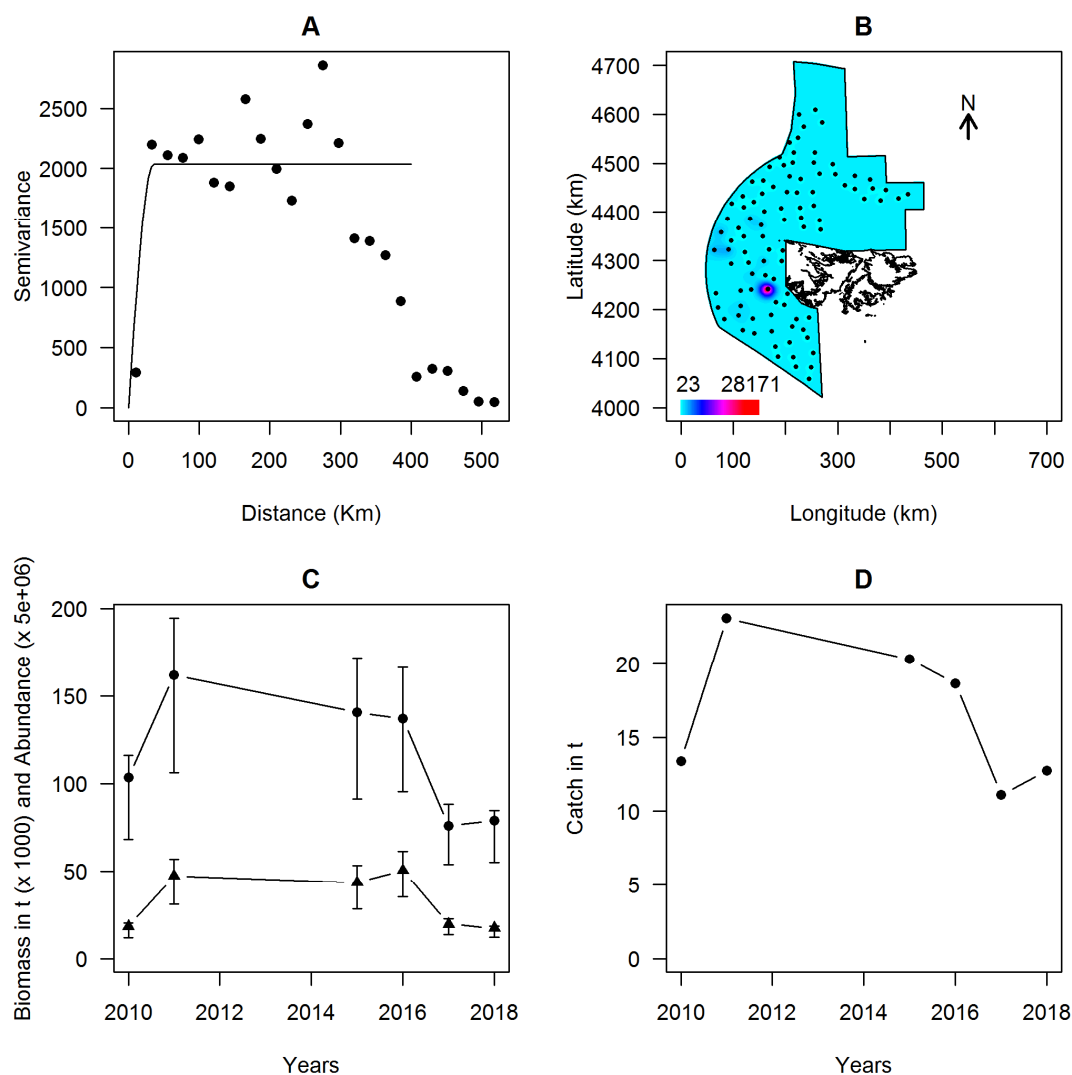 A
Semivariance
2500
2000
1500
1000
500
0
0 100 200 300 400 500
Distance (Km)
B
Latitude (km)
4700
4600
4500
4400
4300
4200
4100
4000
N
23 28171
0 100 300 500 700
Longitude (km)
C
Biomass in t (x 1000) and Abundance (x 5e+06)
200
150
100
50
0
2010 2012 2014 2016 2018
Years
D
Catch in t
20
15
10
5
0
2010 2012 2014 2016 2018
Years